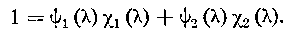 1 = ψ₁ (λ) χ₁ (λ) + ψ₂ (λ) χ₂ (λ).